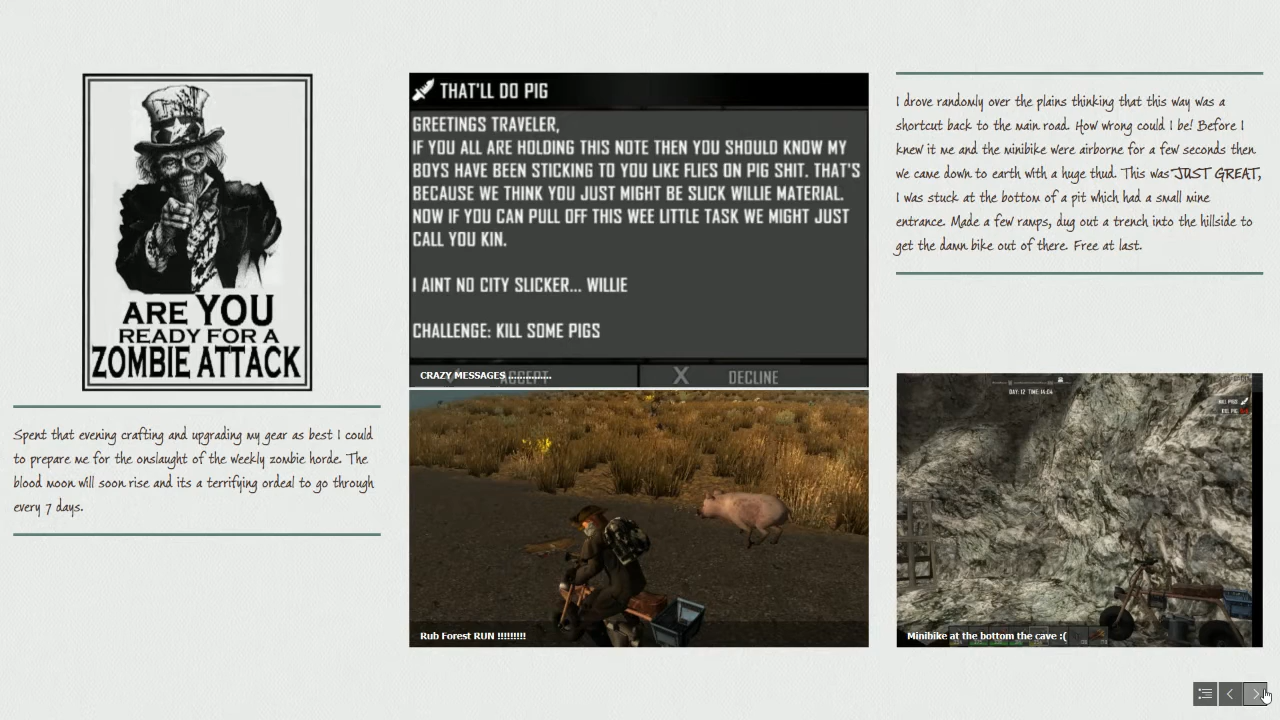 ARE YOU
READY FOR A
ZOMBIE ATTACK
Spent that evening crafting and upgrading my gear as best I could
to prepare me for the onslaught of the weekly zombie horde. The
blood moon will soon rise and its a terrifying ordeal to go through
every 7 days.
THAT'LL DO PIG
GREETINGS TRAVELER,
IF YOU ALL ARE HOLDING THIS NOTE THEN YOU SHOULD KNOW MY
BOYS HAVE BEEN STICKING TO YOU LIKE FLIES ON PIG SHIT. THAT'S
BECAUSE WE THINK YOU JUST MIGHT BE SLICK WILLIE MATERIAL.
NOW IF YOU CAN PULL OFF THIS WEE LITTLE TASK WE MIGHT JUST
CALL YOU KIN.
I AINT NO CITY SLICKER... WILLIE
CHALLENGE: KILL SOME PIGS
CRAZY MESSAGES ..............
ACCEPT
X DECLINE
Rub Forest RUN !!!!!!!!!
I drove randomly over the plains thinking that this way was a
shortcut back to the main road. How wrong could I be! Before I
knew it me and the minibike were airborne for a few seconds then
we came down to earth with a huge thud. This was JUST GREAT,
I was stuck at the bottom of a pit which had a small mine
entrance. Made a few ramps, dug out a trench into the hillside to
get the damn bike out of there. Free at last.
DAY: 12 TIME: 14:04
Minibike at the bottom the cave :(